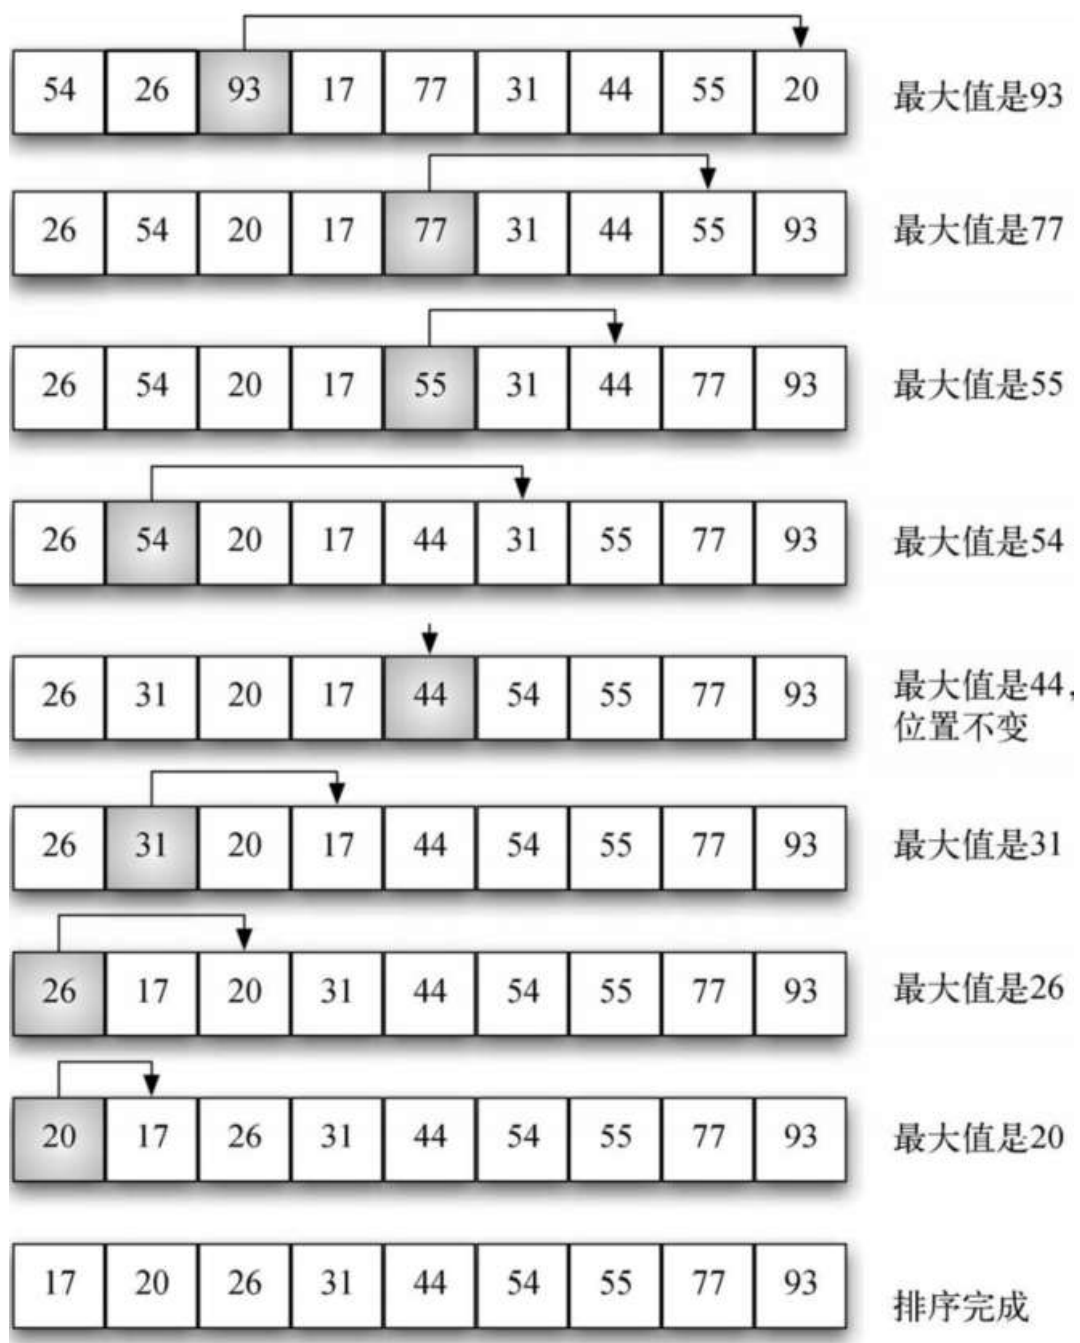 54 26 93 17 77 31 44 55 20 最大值是93
26 54 20 17 77 31 44 55 93 最大值是77
26 54 20 17 55 31 44 77 93 最大值是55
26 54 20 17 44 31 55 77 93 最大值是54
26 31 20 17 44 54 55 77 93 最大值是44，
位置不变
26 31 20 17 44 54 55 77 93 最大值是31
26 17 20 31 44 54 55 77 93 最大值是26
20 17 26 31 44 54 55 77 93 最大值是20
17 20 26 31 44 54 55 77 93 排序完成